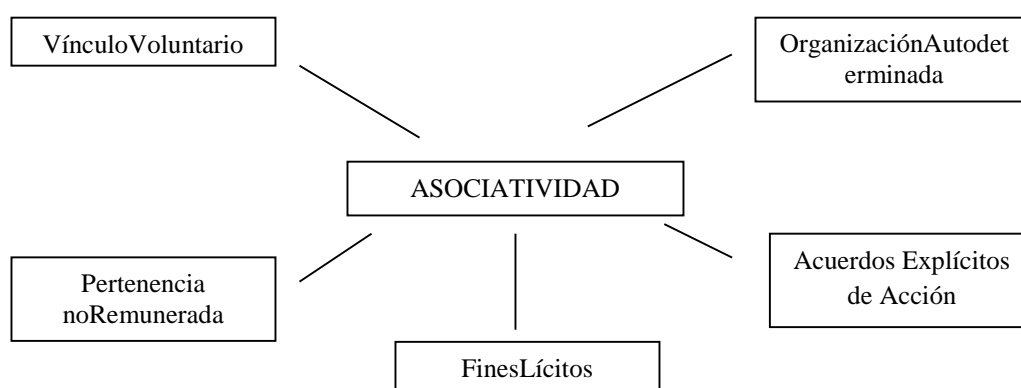 VínculoVoluntario
OrganizaciónAutodet
erminada
ASOCIATIVIDAD
Pertenencia
noRemunerada
Acuerdos Explícitos
de Acción
FinesLícitos